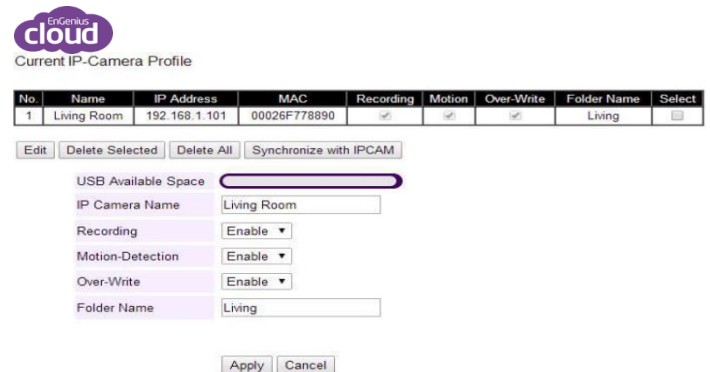 EnGenius
cloud
Current IP-Camera Profile
No. Name IP Address MAC Recording Motion Over-Write Folder Name Select
1 Living Room 192.168.1.101 00026F778890 Living
Edit Delete Selected Delete All Synchronize with IPCAM
USB Available Space
IP Camera Name Living Room
Recording Enable
Motion-Detection Enable
Over-Write Enable
Folder Name Living
Apply Cancel